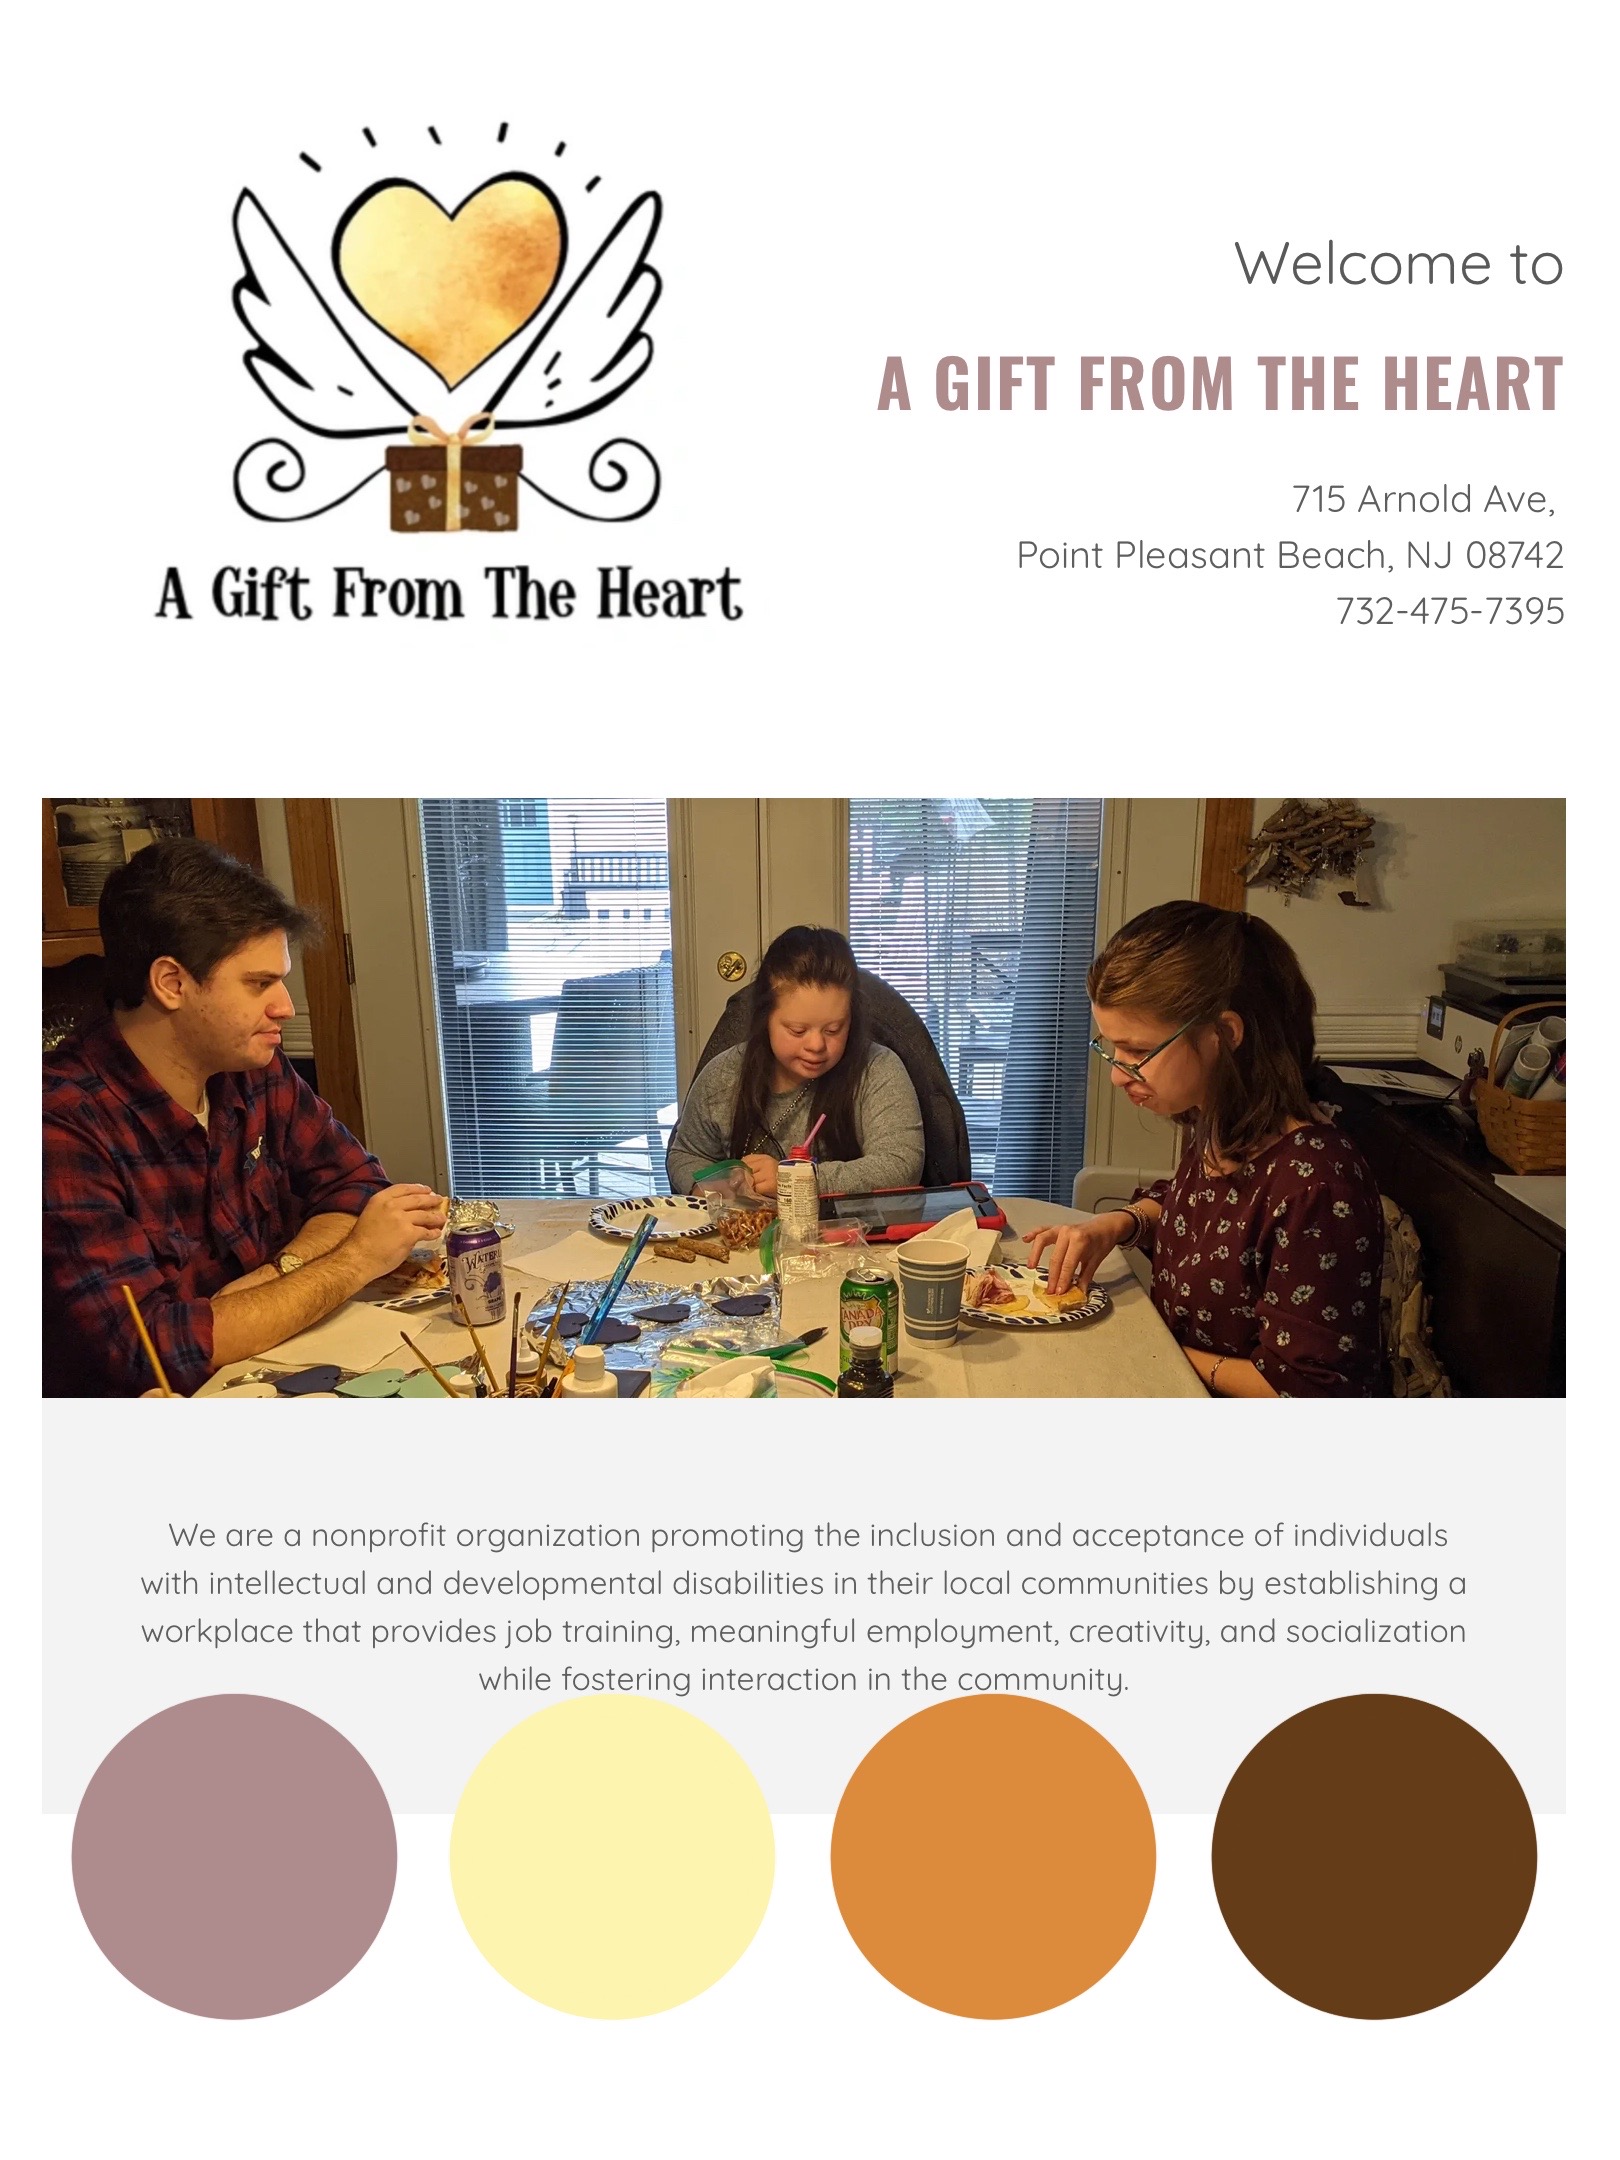 A Gift From The Heart
Welcome to
A GIFT FROM THE HEART
715 Arnold Ave,
Point Pleasant Beach, NJ 08742
732-475-7395
WATERL
CANADA
DRY
We are a nonprofit organization promoting the inclusion and acceptance of individuals
with intellectual and developmental disabilities in their local communities by establishing a
workplace that provides job training, meaningful employment, creativity, and socialization
while fostering interaction in the community.